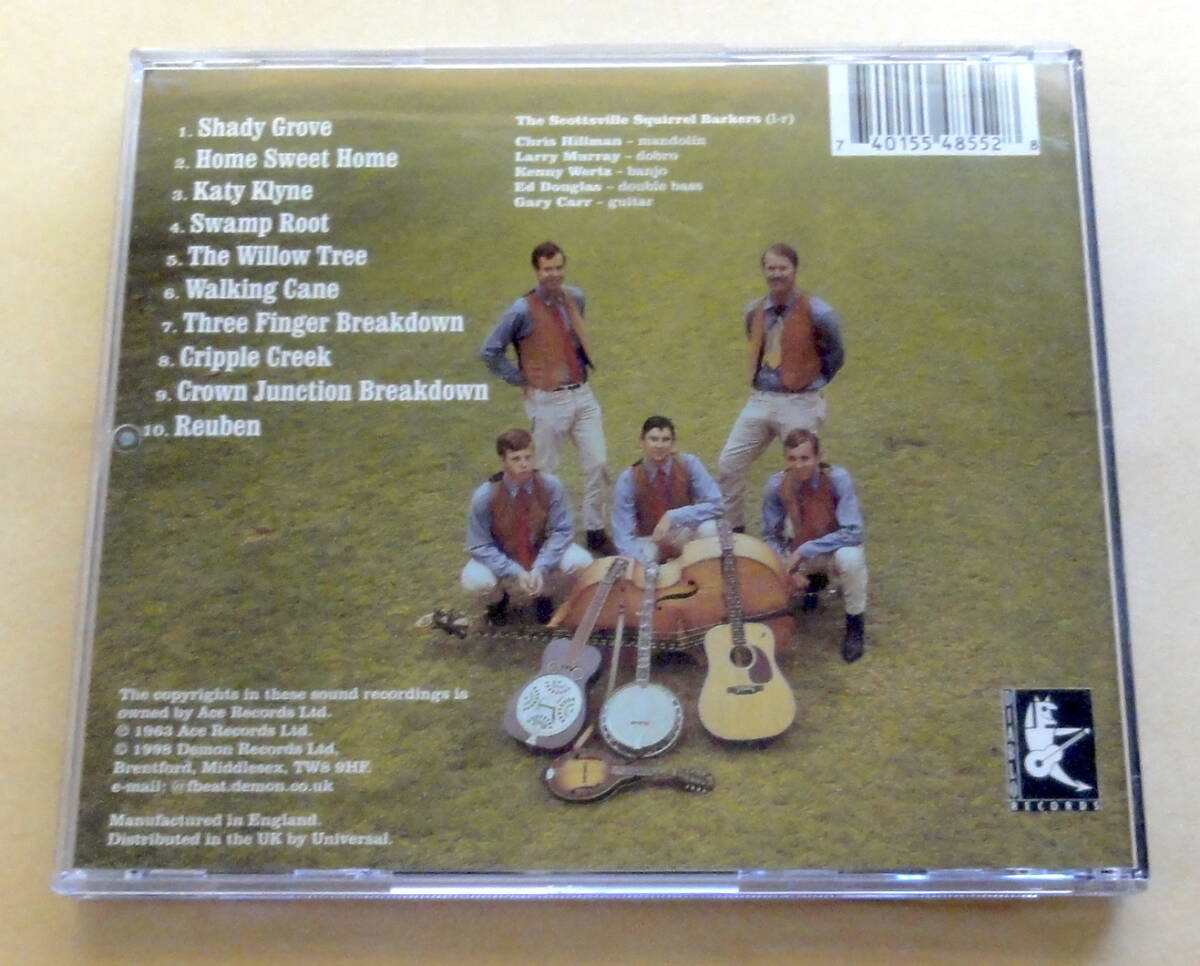 1. Shady Grove
2. Home Sweet Home
3. Katy Klyne
4. Swamp Root
5. The Willow Tree
6. Walking Cane
7. Three Finger Breakdown
8. Cripple Creek
9. Crown Junction Breakdown
10. Reuben
The Scottsville Squirrel Barkers (l-r)
Chris Hillman - mandolin
Larry Murray - dobro
Kenny Wertz - banjo
Ed Douglas - double bass
Gary Carr - guitar
7 40155 48552 8
The copyrights in these sound recordings is
owned by Ace Records Ltd.
℗ 1963 Ace Records Ltd.
© 1998 Demon Records Ltd.
Brentford, Middlesex, TW8 9HF.
e-mail: @fbeat.demon.co.uk
Manufactured in England.
Distributed in the UK by Universal.
RECORDS